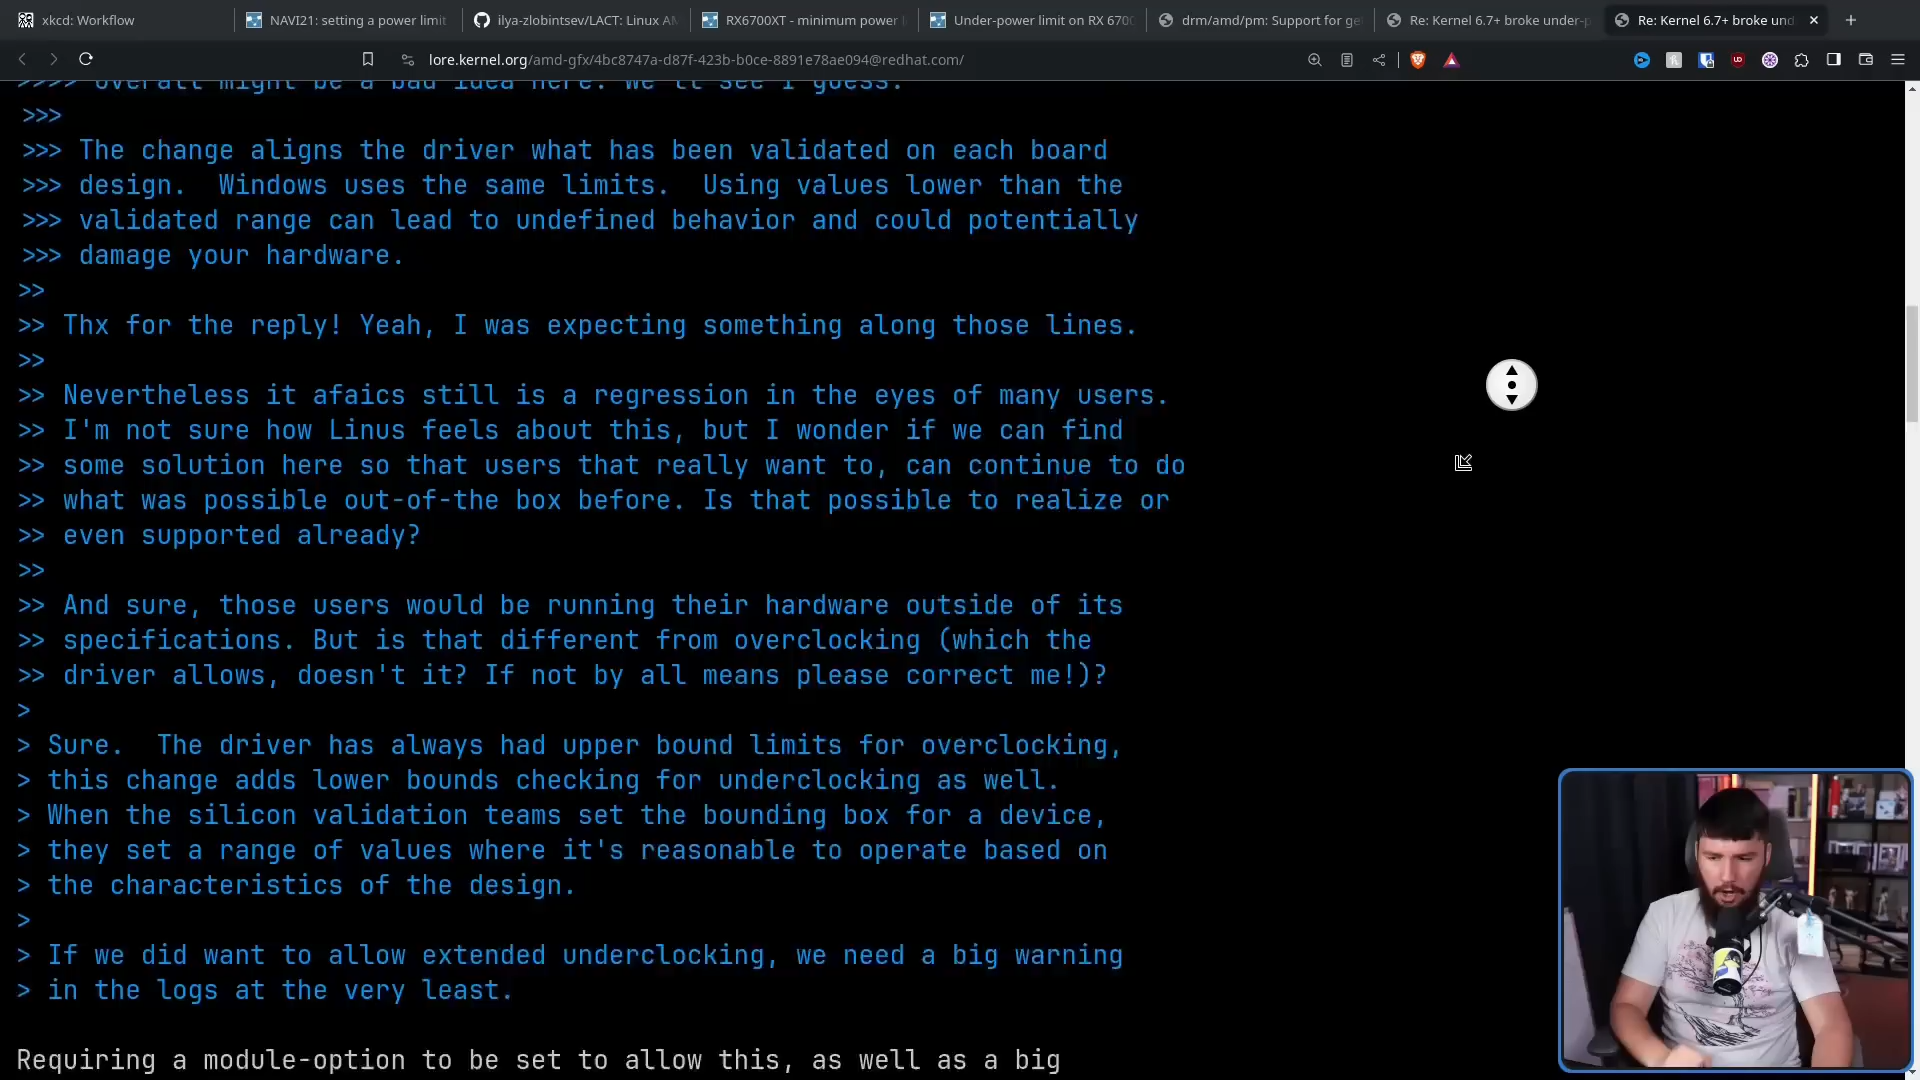 xkcd: Workflow
NAVI21: setting a power limit
ilya-zlobintsev/LACT: Linux AM
RX6700XT - minimum power l
Under-power limit on RX 6700
drm/amd/pm: Support for ge
Re: Kernel 6.7+ broke under-p
Re: Kernel 6.7+ broke und
lore.kernel.org/amd-gfx/4bc8747a-d87f-423b-b0ce-8891e78ae094@redhat.com/
>>>> overall might be a bad idea here. We'll see I guess.
>>>
>>> The change aligns the driver what has been validated on each board
>>> design.  Windows uses the same limits.  Using values lower than the
>>> validated range can lead to undefined behavior and could potentially
>>> damage your hardware.
>>
>> Thx for the reply! Yeah, I was expecting something along those lines.
>>
>> Nevertheless it afaics still is a regression in the eyes of many users.
>> I'm not sure how Linus feels about this, but I wonder if we can find
>> some solution here so that users that really want to, can continue to do
>> what was possible out-of-the box before. Is that possible to realize or
>> even supported already?
>>
>> And sure, those users would be running their hardware outside of its
>> specifications. But is that different from overclocking (which the
>> driver allows, doesn't it? If not by all means please correct me!)?
>
> Sure.  The driver has always had upper bound limits for overclocking,
> this change adds lower bounds checking for underclocking as well.
> When the silicon validation teams set the bounding box for a device,
> they set a range of values where it's reasonable to operate based on
> the characteristics of the design.
>
> If we did want to allow extended underclocking, we need a big warning
> in the logs at the very least.
Requiring a module-option to be set to allow this, as well as a big